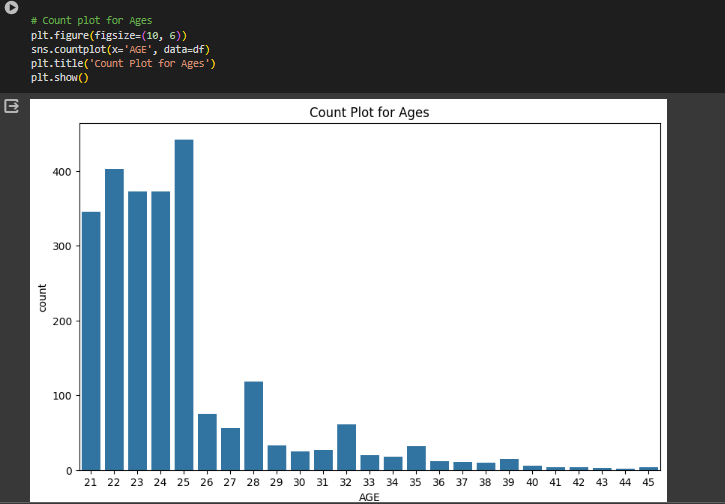 # Count plot for Ages
plt.figure(figsize=(10, 6))
sns.countplot(x='AGE', data=df)
plt.title('Count Plot for Ages')
plt.show()
Count Plot for Ages
400
300
200
100
0
count
21 22 23 24 25 26 27 28 29 30 31 32 33 34 35 36 37 38 39 40 41 42 43 44 45
AGE